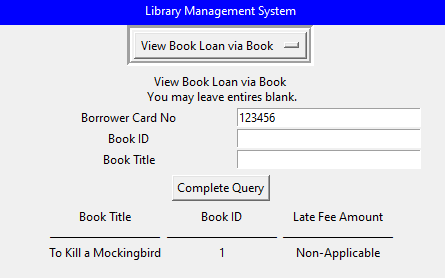 Library Management System
View Book Loan via Book
View Book Loan via Book
You may leave entires blank.
Borrower Card No 123456
Book ID
Book Title
Complete Query
Book Title Book ID Late Fee Amount
To Kill a Mockingbird 1 Non-Applicable